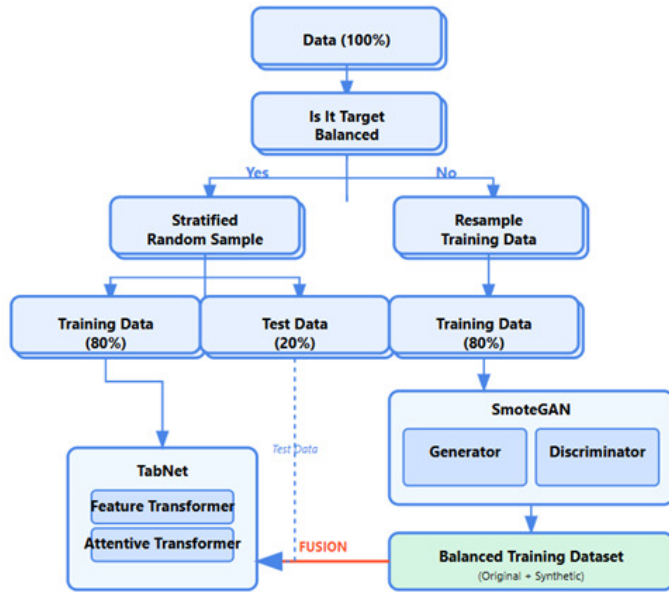 Data (100%)
Is It Target
Balanced
Yes
No
Stratified
Random Sample
Resample
Training Data
Training Data
(80%)
Test Data
(20%)
Training Data
(80%)
SmoteGAN
Generator
Discriminator
Test Data
TabNet
Feature Transformer
Attentive Transformer
FUSION
Balanced Training Dataset
(Original + Synthetic)